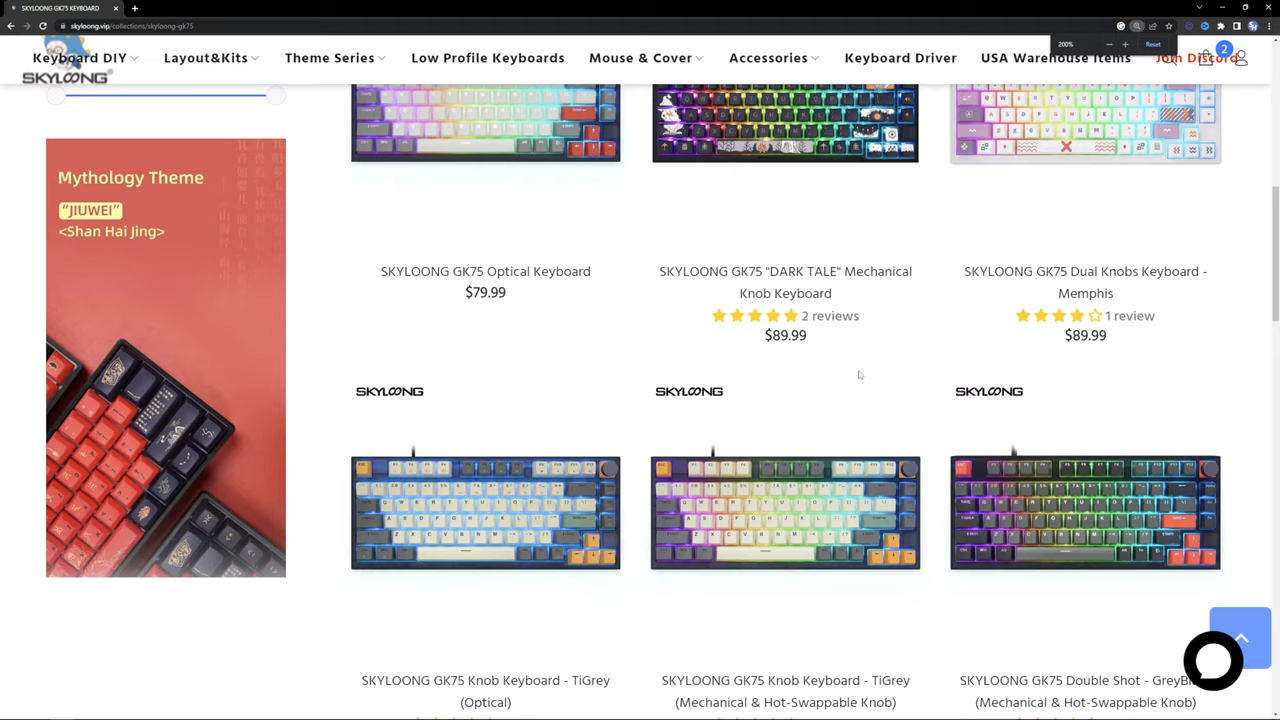 SKYLOONG GK75 KEYBOARD
skyloong.vip/collections/skyloong-gk75
200%
Reset
Keyboard DIY
Layout&Kits
Theme Series
Low Profile Keyboards
Mouse & Cover
Accessories
Keyboard Driver
USA Warehouse Items
Join Discord
2
SKYLOONG®
Mythology Theme
“JIUWEI”
<Shan Hai Jing>
SKYLOONG GK75 Optical Keyboard
$79.99
SKYLOONG GK75 "DARK TALE" Mechanical
Knob Keyboard
2 reviews
$89.99
SKYLOONG GK75 Dual Knobs Keyboard -
Memphis
1 review
$89.99
SKYLOONG
SKYLOONG
SKYLOONG
SKYLOONG GK75 Knob Keyboard - TiGrey
(Optical)
SKYLOONG GK75 Knob Keyboard - TiGrey
(Mechanical & Hot-Swappable Knob)
SKYLOONG GK75 Double Shot -
(Mechanical & Hot-Swappable Knob)